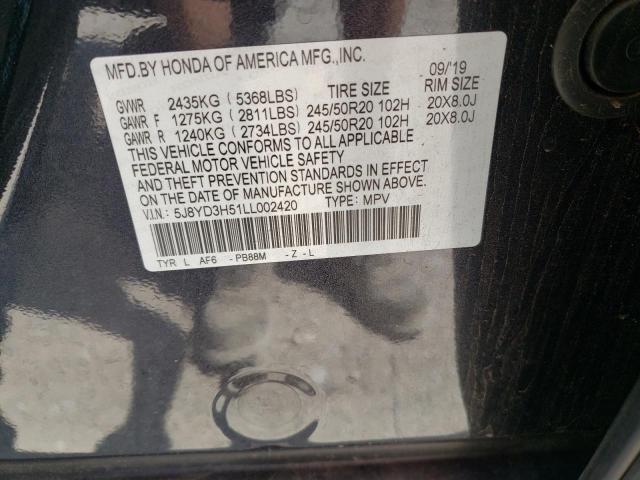 MFD.BY HONDA OF AMERICA MFG.,INC. 09/19
GVWR 2435KG (5368LBS) TIRE SIZE RIM SIZE
GAWR F 1275KG (2811LBS) 245/50R20 102H 20X8.0J
GAWR R 1240KG (2734LBS) 245/50R20 102H 20X8.0J
THIS VEHICLE CONFORMS TO ALL APPLICABLE
FEDERAL MOTOR VEHICLE SAFETY
AND THEFT PREVENTION STANDARDS IN EFFECT
ON THE DATE OF MANUFACTURE SHOWN ABOVE.
V.I.N.: 5J8YD3H51LL002420 TYPE: MPV
TYR L AF6 -PB88M -Z -L